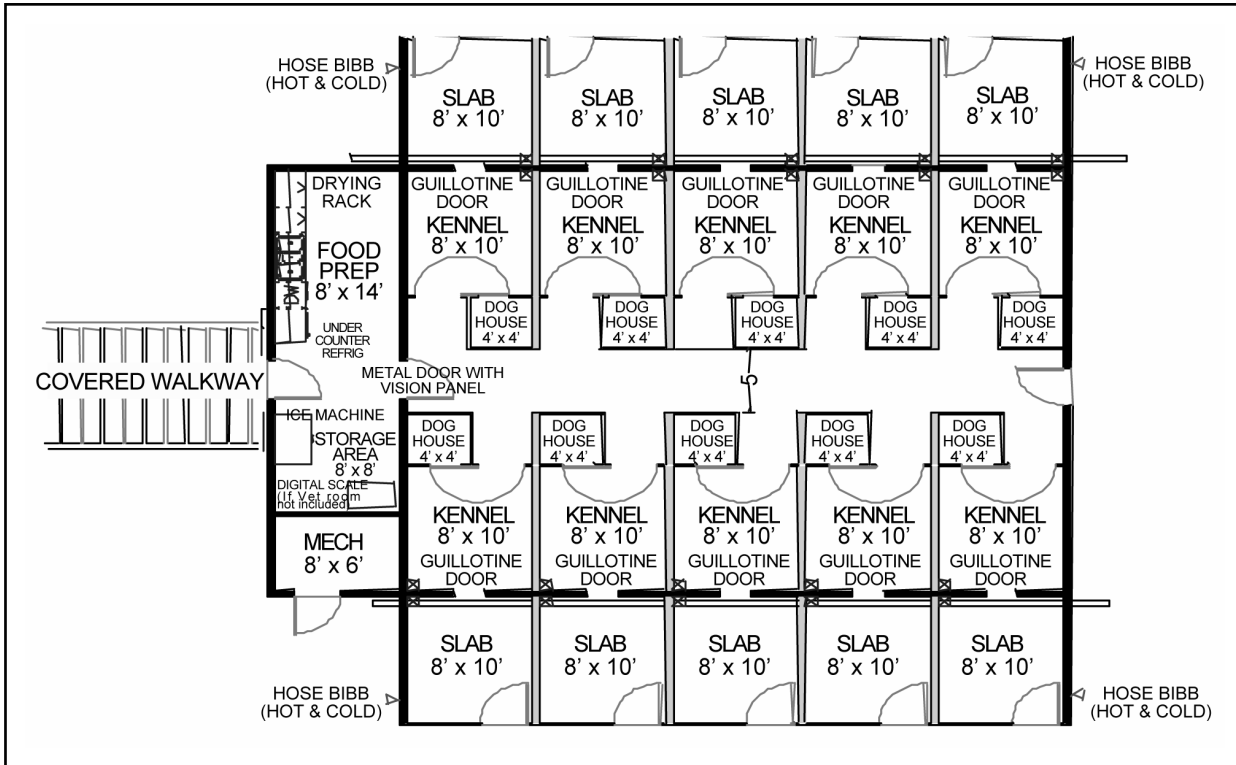 HOSE BIBB
(HOT & COLD)
HOSE BIBB
(HOT & COLD)
SLAB
8’ x 10’
SLAB
8’ x 10’
SLAB
8’ x 10’
SLAB
8’ x 10’
SLAB
8’ x 10’
DRYING
RACK
GUILLOTINE
DOOR
KENNEL
8’ x 10’
GUILLOTINE
DOOR
KENNEL
8’ x 10’
GUILLOTINE
DOOR
KENNEL
8’ x 10’
GUILLOTINE
DOOR
KENNEL
8’ x 10’
GUILLOTINE
DOOR
KENNEL
8’ x 10’
FOOD
PREP
8’ x 14’
DW
UNDER
COUNTER
REFRIG
DOG
HOUSE
4’ x 4’
DOG
HOUSE
4’ x 4’
DOG
HOUSE
4’ x 4’
DOG
HOUSE
4’ x 4’
DOG
HOUSE
4’ x 4’
COVERED WALKWAY
METAL DOOR WITH
VISION PANEL
5’
ICE MACHINE
STORAGE
AREA
8’ x 8’
DIGITAL SCALE
(If Vet room
not included)
DOG
HOUSE
4’ x 4’
DOG
HOUSE
4’ x 4’
DOG
HOUSE
4’ x 4’
DOG
HOUSE
4’ x 4’
DOG
HOUSE
4’ x 4’
MECH
8’ x 6’
KENNEL
8’ x 10’
GUILLOTINE
DOOR
KENNEL
8’ x 10’
GUILLOTINE
DOOR
KENNEL
8’ x 10’
GUILLOTINE
DOOR
KENNEL
8’ x 10’
GUILLOTINE
DOOR
KENNEL
8’ x 10’
GUILLOTINE
DOOR
SLAB
8’ x 10’
SLAB
8’ x 10’
SLAB
8’ x 10’
SLAB
8’ x 10’
SLAB
8’ x 10’
HOSE BIBB
(HOT & COLD)
HOSE BIBB
(HOT & COLD)